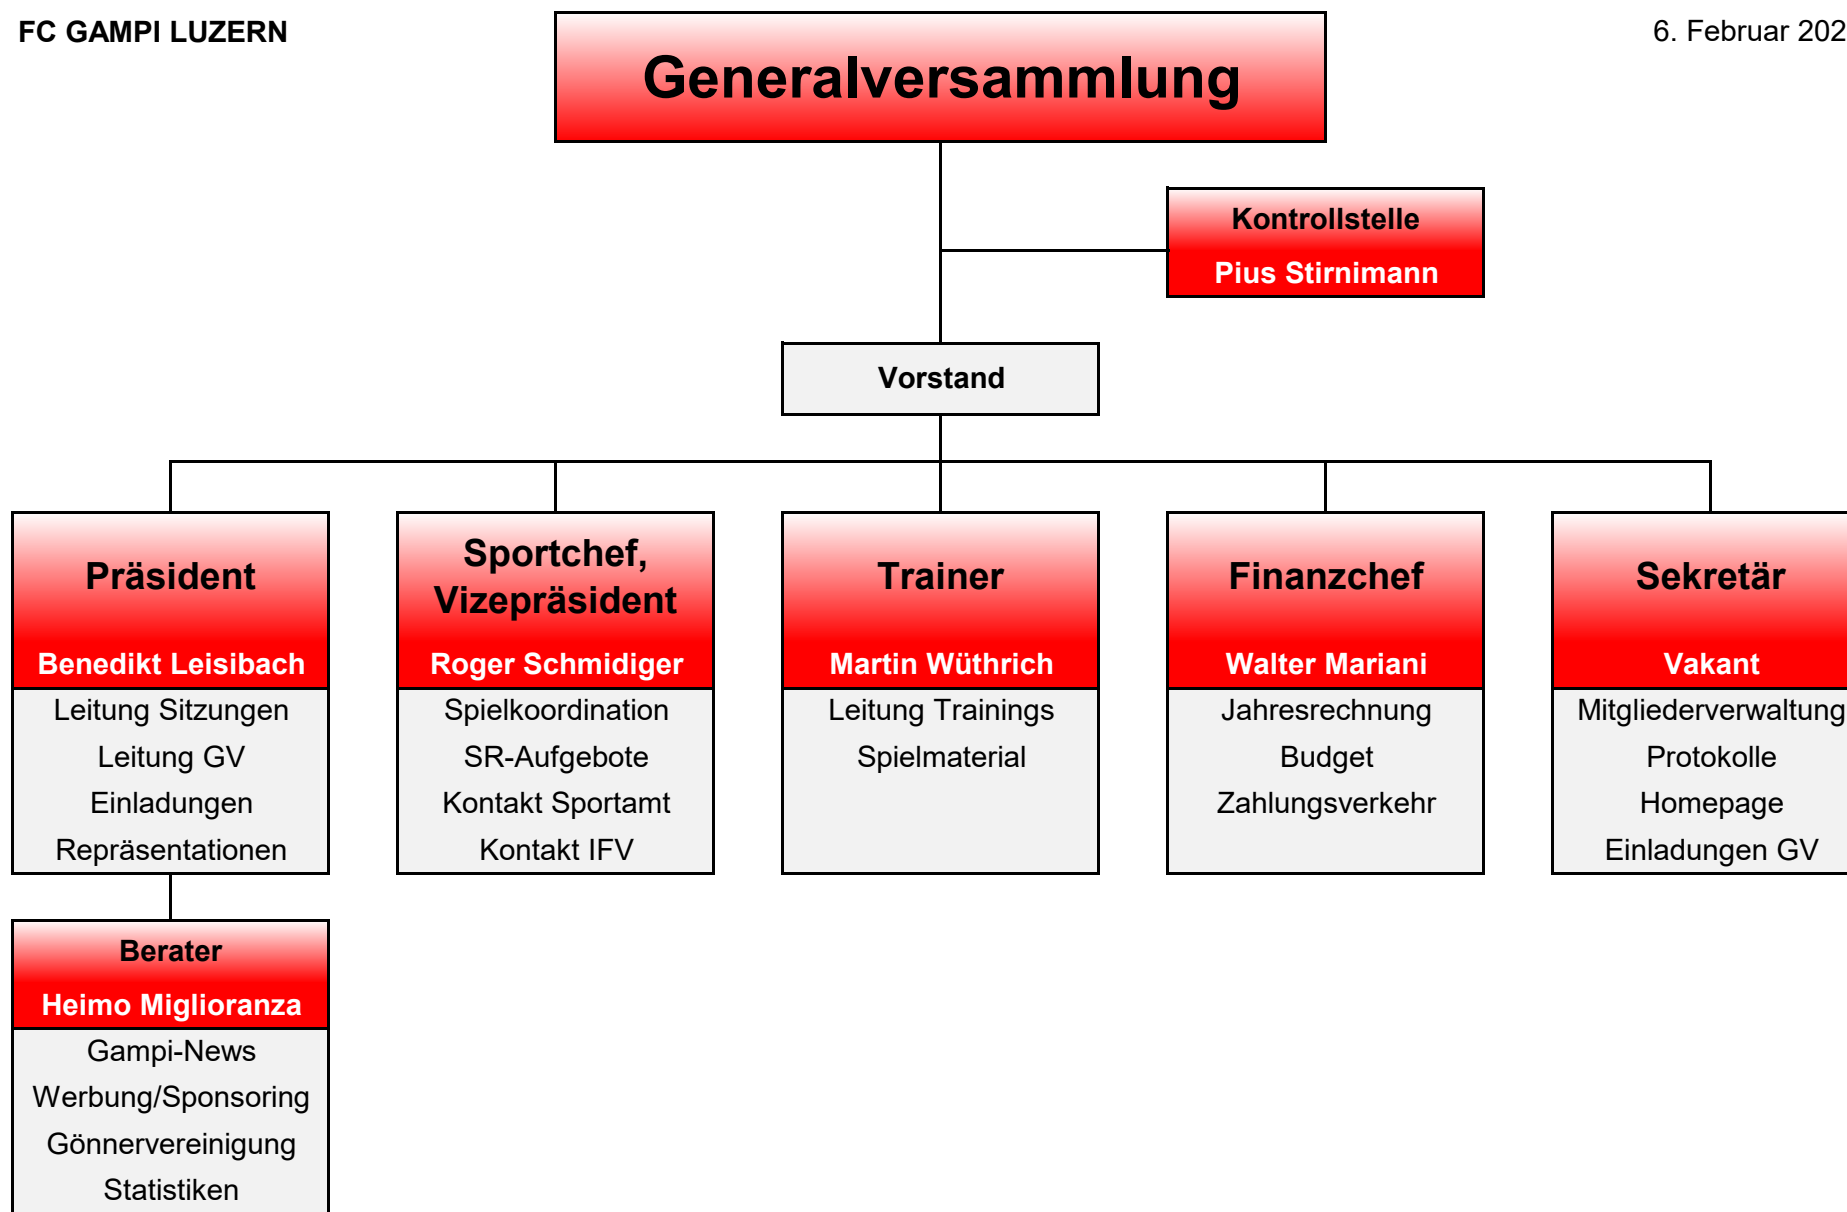 FC GAMPI LUZERN
6. Februar 202
Generalversammlung
Kontrollstelle
Pius Stirnimann
Vorstand
Präsident
Benedikt Leisibach
Leitung Sitzungen
Leitung GV
Einladungen
Repräsentationen
Sportchef,
Vizepräsident
Roger Schmidiger
Spielkoordination
SR-Aufgebote
Kontakt Sportamt
Kontakt IFV
Trainer
Martin Wüthrich
Leitung Trainings
Spielmaterial
Finanzchef
Walter Mariani
Jahresrechnung
Budget
Zahlungsverkehr
Sekretär
Vakant
Mitgliederverwaltung
Protokolle
Homepage
Einladungen GV
Berater
Heimo Miglioranza
Gampi-News
Werbung/Sponsoring
Gönnervereinigung
Statistiken